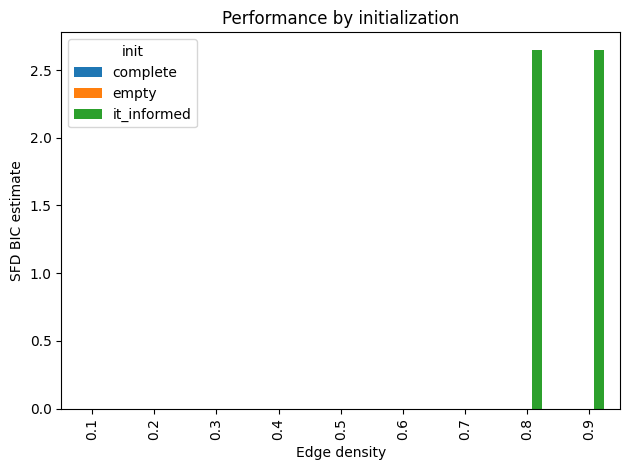 Performance by initialization
init
complete
empty
it_informed
SFD BIC estimate
2.5
2.0
1.5
1.0
0.5
0.0
0.1
0.2
0.3
0.4
0.5
0.6
0.7
0.8
0.9
Edge density